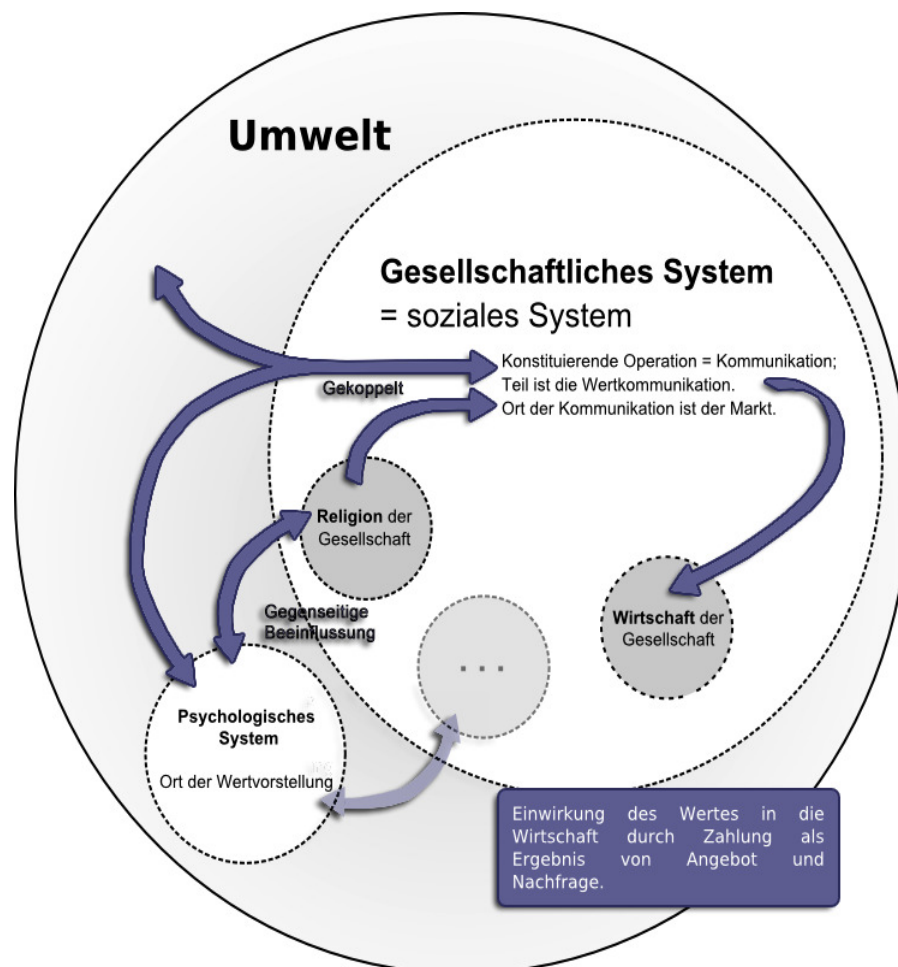 Umwelt
Gesellschaftliches System
= soziales System
Konstituierende Operation = Kommunikation;
Teil ist die Wertkommunikation.
Ort der Kommunikation ist der Markt.
Gekoppelt
Religion der
Gesellschaft
Gegenseitige
Beeinflussung
Wirtschaft der
Gesellschaft
. . .
Psychologisches
System
Ort der Wertvorstellung
Einwirkung des Wertes in die
Wirtschaft durch Zahlung als
Ergebnis von Angebot und
Nachfrage.